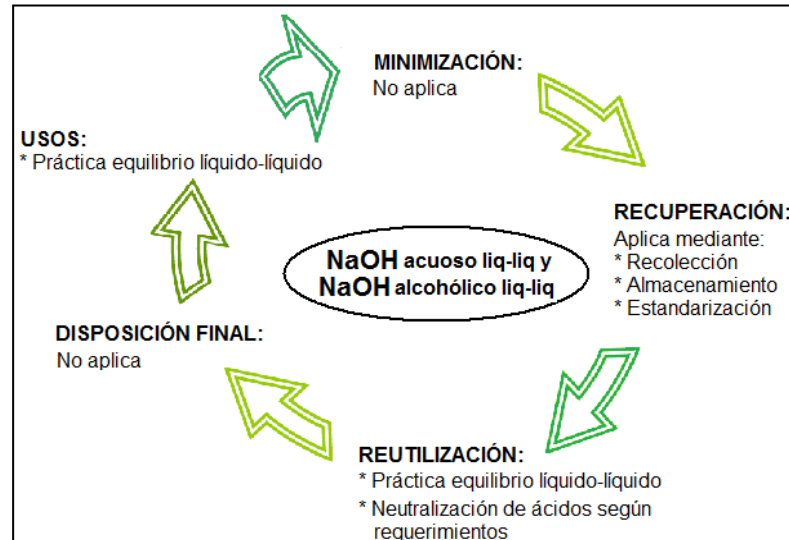 MINIMIZACIÓN:
No aplica
USOS:
* Práctica equilibrio líquido-líquido
RECUPERACIÓN:
Aplica mediante:
* Recolección
* Almacenamiento
* Estandarización
NaOH acuoso liq-liq y
NaOH alcohólico liq-liq
DISPOSICIÓN FINAL:
No aplica
REUTILIZACIÓN:
* Práctica equilibrio líquido-líquido
* Neutralización de ácidos según
requerimientos